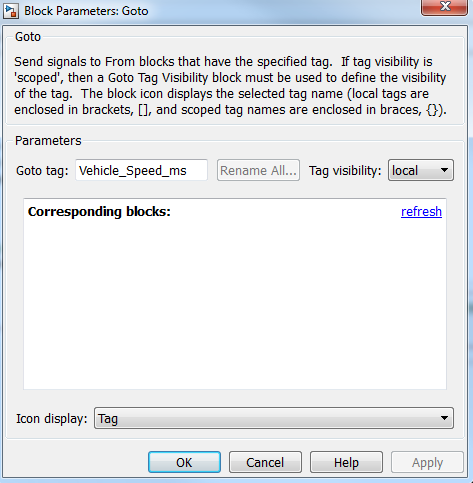 Block Parameters: Goto
Goto
Send signals to From blocks that have the specified tag.  If tag visibility is
'scoped', then a Goto Tag Visibility block must be used to define the visibility
of the tag.  The block icon displays the selected tag name (local tags are
enclosed in brackets, [], and scoped tag names are enclosed in braces, {}).
Parameters
Goto tag: Vehicle_Speed_ms Rename All... Tag visibility: local
Corresponding blocks: refresh
Icon display: Tag
OK Cancel Help Apply